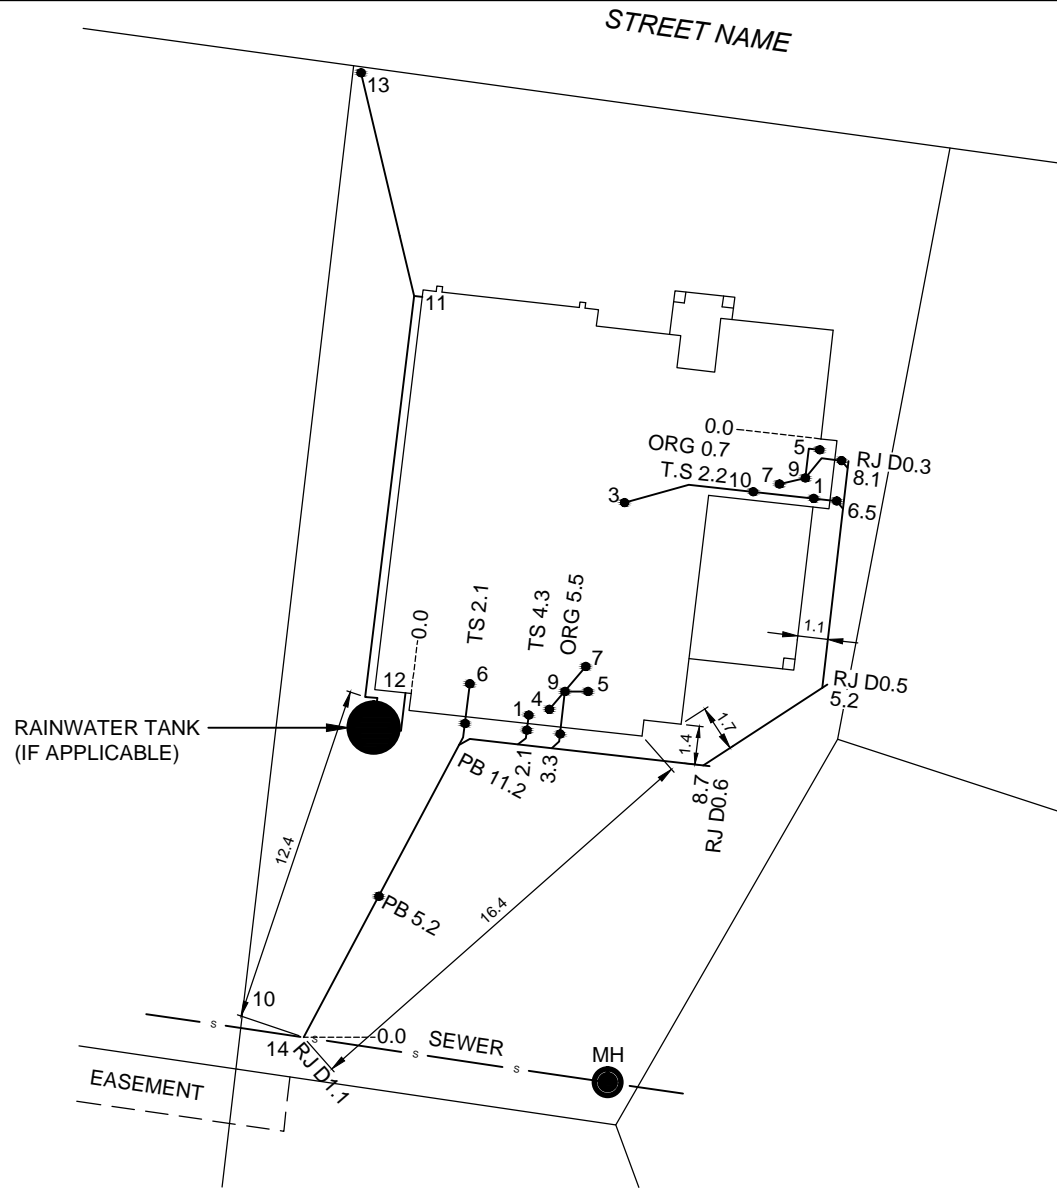 STREET NAME
13
11
0.0
ORG 0.7
5
RJ D0.3
8.1
T.S 2.2
10
7
9
1
3
6.5
TS 2.1
TS 4.3
ORG 5.5
0.0
1.1
12
6
7
9
5
4
1
RJ D0.5
5.2
RAINWATER TANK
(IF APPLICABLE)
1.7
1.4
PB 11.2
2.1
3.3
8.7
RJ D0.6
12.4
16.4
PB 5.2
10
S
14
S
0.0
SEWER
S
S
MH
RJ D1.1
EASEMENT